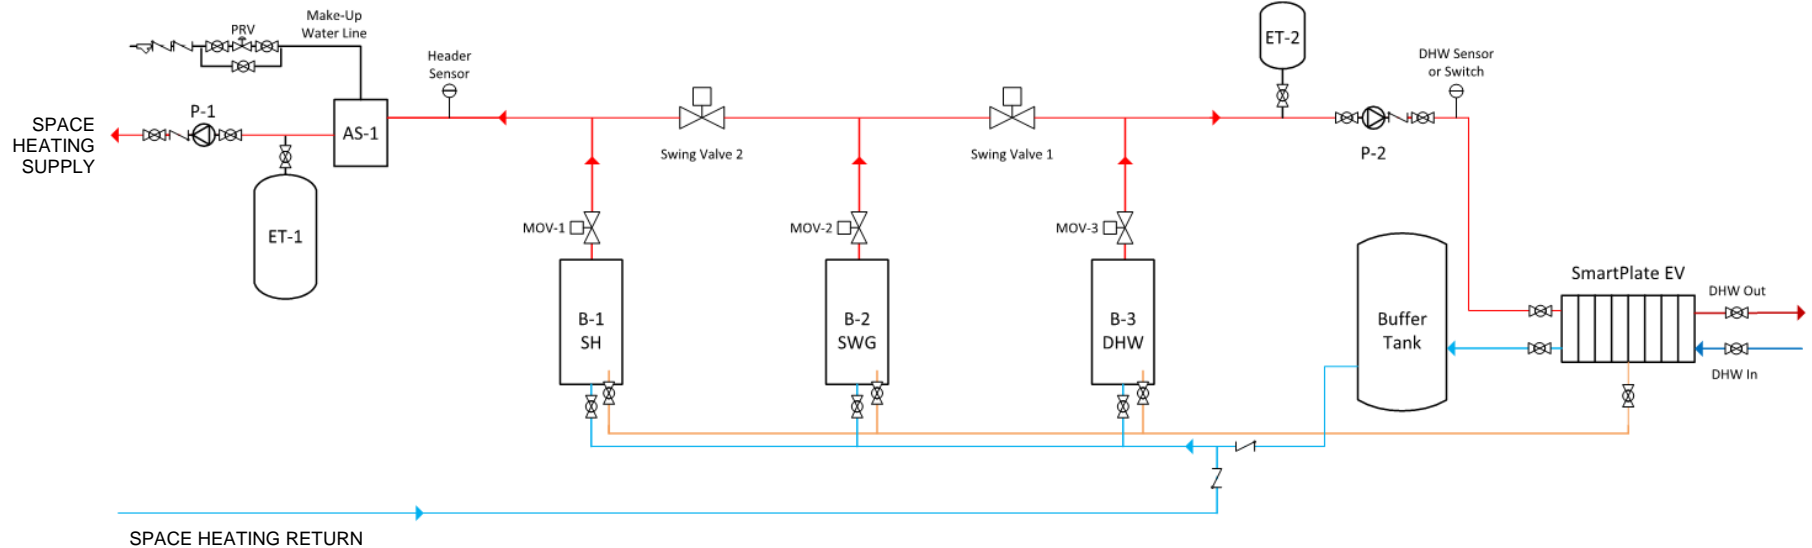 Make-Up
Water Line
PRV
Header
Sensor
ET-2
DHW Sensor
or Switch
P-1
AS-1
SPACE
HEATING
SUPPLY
Swing Valve 2
Swing Valve 1
P-2
ET-1
MOV-1
MOV-2
MOV-3
SmartPlate EV
DHW Out
B-1
SH
B-2
SWG
B-3
DHW
Buffer
Tank
DHW In
SPACE HEATING RETURN